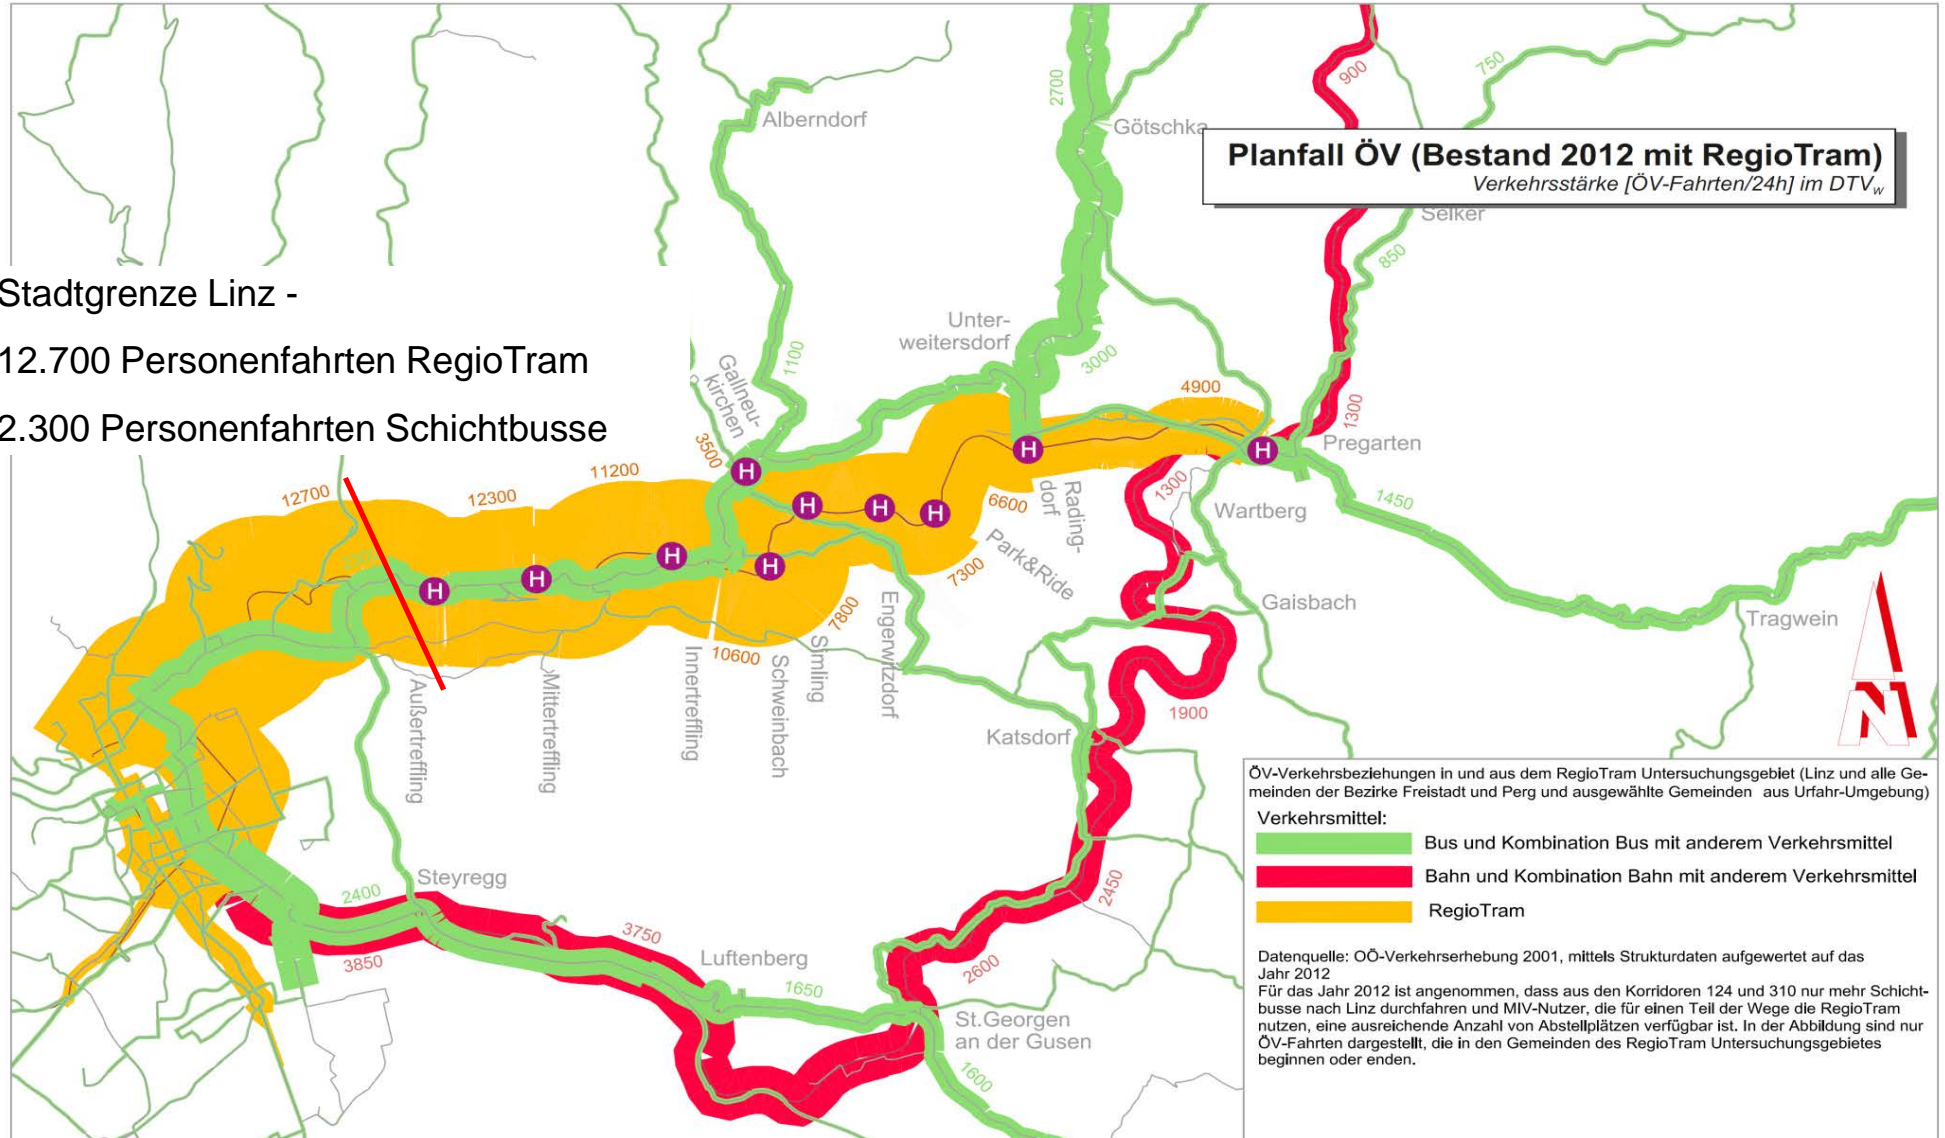 Planfall ÖV (Bestand 2012 mit RegioTram)
Verkehrsstärke [ÖV-Fahrten/24h] im DTVw
Stadtgrenze Linz -
12.700 Personenfahrten RegioTram
2.300 Personenfahrten Schichtbusse
2700
900
750
Alberndorf
Götschka
Selker
850
Unter-
weitersdorf
3000
1100
Gallneu-
kirchen
3500
4900
1300
Pregarten
12700
12300
11200
H
H
H
H
H
H
H
H
H
H
6600
Rading-
dorf
1300
Wartberg
1450
Park&Ride
7300
7800
10600
Außertreffling
Mittertreffling
Innertreffling
Schweinbach
Simling
Engerwitzdorf
Gaisbach
Tragwein
1900
Katsdorf
N
2450
Steyregg
2400
3850
3750
Luftenberg
1650
2600
St.Georgen
an der Gusen
1600
ÖV-Verkehrsbeziehungen in und aus dem RegioTram Untersuchungsgebiet (Linz und alle Ge-
meinden der Bezirke Freistadt und Perg und ausgewählte Gemeinden aus Urfahr-Umgebung)
Verkehrsmittel:
Bus und Kombination Bus mit anderem Verkehrsmittel
Bahn und Kombination Bahn mit anderem Verkehrsmittel
RegioTram
Datenquelle: OÖ-Verkehrserhebung 2001, mittels Strukturdaten aufgewertet auf das
Jahr 2012
Für das Jahr 2012 ist angenommen, dass aus den Korridoren 124 und 310 nur mehr Schicht-
busse nach Linz durchfahren und MIV-Nutzer, die für einen Teil der Wege die RegioTram
nutzen, eine ausreichende Anzahl von Abstellplätzen verfügbar ist. In der Abbildung sind nur
ÖV-Fahrten dargestellt, die in den Gemeinden des RegioTram Untersuchungsgebietes
beginnen oder enden.